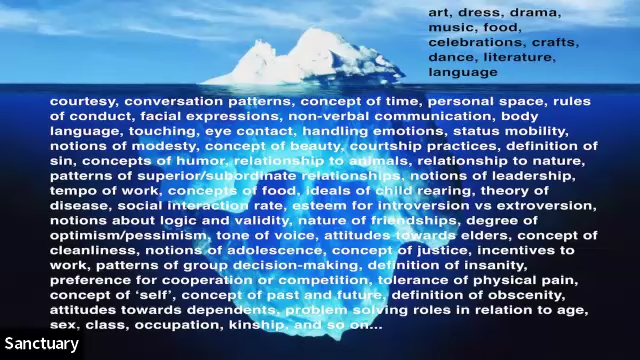 art, dress, drama,
music, food,
celebrations, crafts,
dance, literature,
language
courtesy, conversation patterns, concept of time, personal space, rules
of conduct, facial expressions, non-verbal communication, body
language, touching, eye contact, handling emotions, status mobility,
notions of modesty, concept of beauty, courtship practices, definition of
sin, concepts of humor, relationship to animals, relationship to nature,
patterns of superior/subordinate relationships, notions of leadership,
tempo of work, concepts of food, ideals of child rearing, theory of
disease, social interaction rate, esteem for introversion vs extroversion,
notions about logic and validity, nature of friendships, degree of
optimism/pessimism, tone of voice, attitudes towards elders, concept of
cleanliness, notions of adolescence, concept of justice, incentives to
work, patterns of group decision-making, definition of insanity,
preference for cooperation or competition, tolerance of physical pain,
concept of ‘self’, concept of past and future, definition of obscenity,
attitudes towards dependents, problem solving roles in relation to age,
sex, class, occupation, kinship, and so on...
Sanctuary